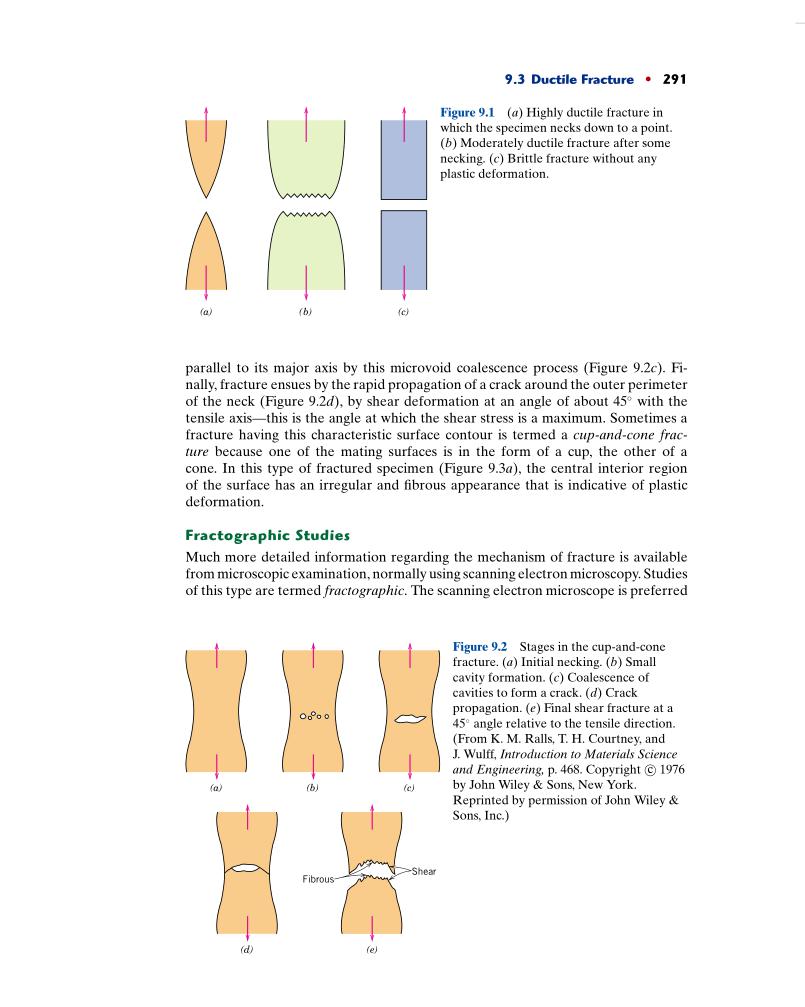 9.3 Ductile Fracture • 291
Figure 9.1 (a) Highly ductile fracture in
which the specimen necks down to a point.
(b) Moderately ductile fracture after some
necking. (c) Brittle fracture without any
plastic deformation.
(a)
(b)
(c)
parallel to its major axis by this microvoid coalescence process (Figure 9.2c). Fi-
nally, fracture ensues by the rapid propagation of a crack around the outer perimeter
of the neck (Figure 9.2d), by shear deformation at an angle of about 45° with the
tensile axis—this is the angle at which the shear stress is a maximum. Sometimes a
fracture having this characteristic surface contour is termed a cup-and-cone frac-
ture because one of the mating surfaces is in the form of a cup, the other of a
cone. In this type of fractured specimen (Figure 9.3a), the central interior region
of the surface has an irregular and fibrous appearance that is indicative of plastic
deformation.
Fractographic Studies
Much more detailed information regarding the mechanism of fracture is available
from microscopic examination, normally using scanning electron microscopy. Studies
of this type are termed fractographic. The scanning electron microscope is preferred
Figure 9.2 Stages in the cup-and-cone
fracture. (a) Initial necking. (b) Small
cavity formation. (c) Coalescence of
cavities to form a crack. (d) Crack
propagation. (e) Final shear fracture at a
45° angle relative to the tensile direction.
(From K. M. Ralls, T. H. Courtney, and
J. Wulff, Introduction to Materials Science
and Engineering, p. 468. Copyright © 1976
by John Wiley & Sons, New York.
Reprinted by permission of John Wiley &
Sons, Inc.)
(a)
(b)
(c)
Fibrous
Shear
(d)
(e)